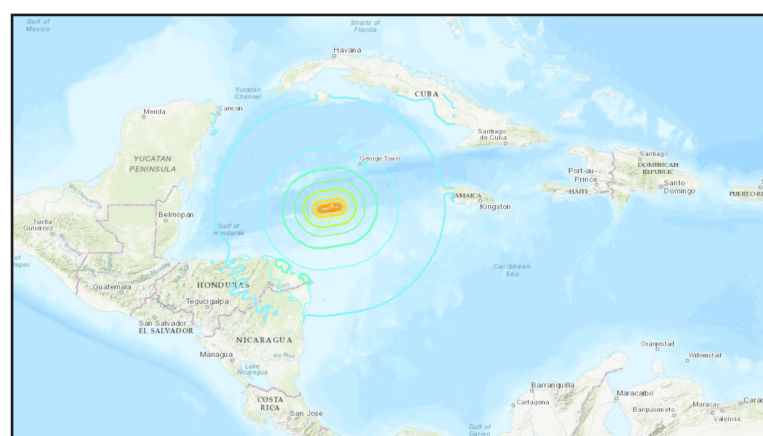 Gulf of
Mexico
Straits of
Florida
Havana
Yucatan
Channel
CUBA
Merida
Cancún
Santiago
de Cuba
YUCATAN
PENINSULA
George Town
Port-au-
Prince
HAITI
Santiago
DOMINICAN
REPUBLIC
Santo
Domingo
PUERTO RI
JAMAICA
Kingston
Tuxtla
Gutierrez
Belmopan
Gulf of
Honduras
of
Caribbean
Sea
Guatemala
HONDURAS
Tegucigalpa
San Salvador
EL SALVADOR
NICARAGUA
Managua
Lake
Nicaragua
Oranjestad
Willemstad
COSTA
RICA
San Jose
Barranquilla
Cartagena
Maracaibo
Barquisimeto
Maracay
Valencia
Carac
Gulf of
Darien